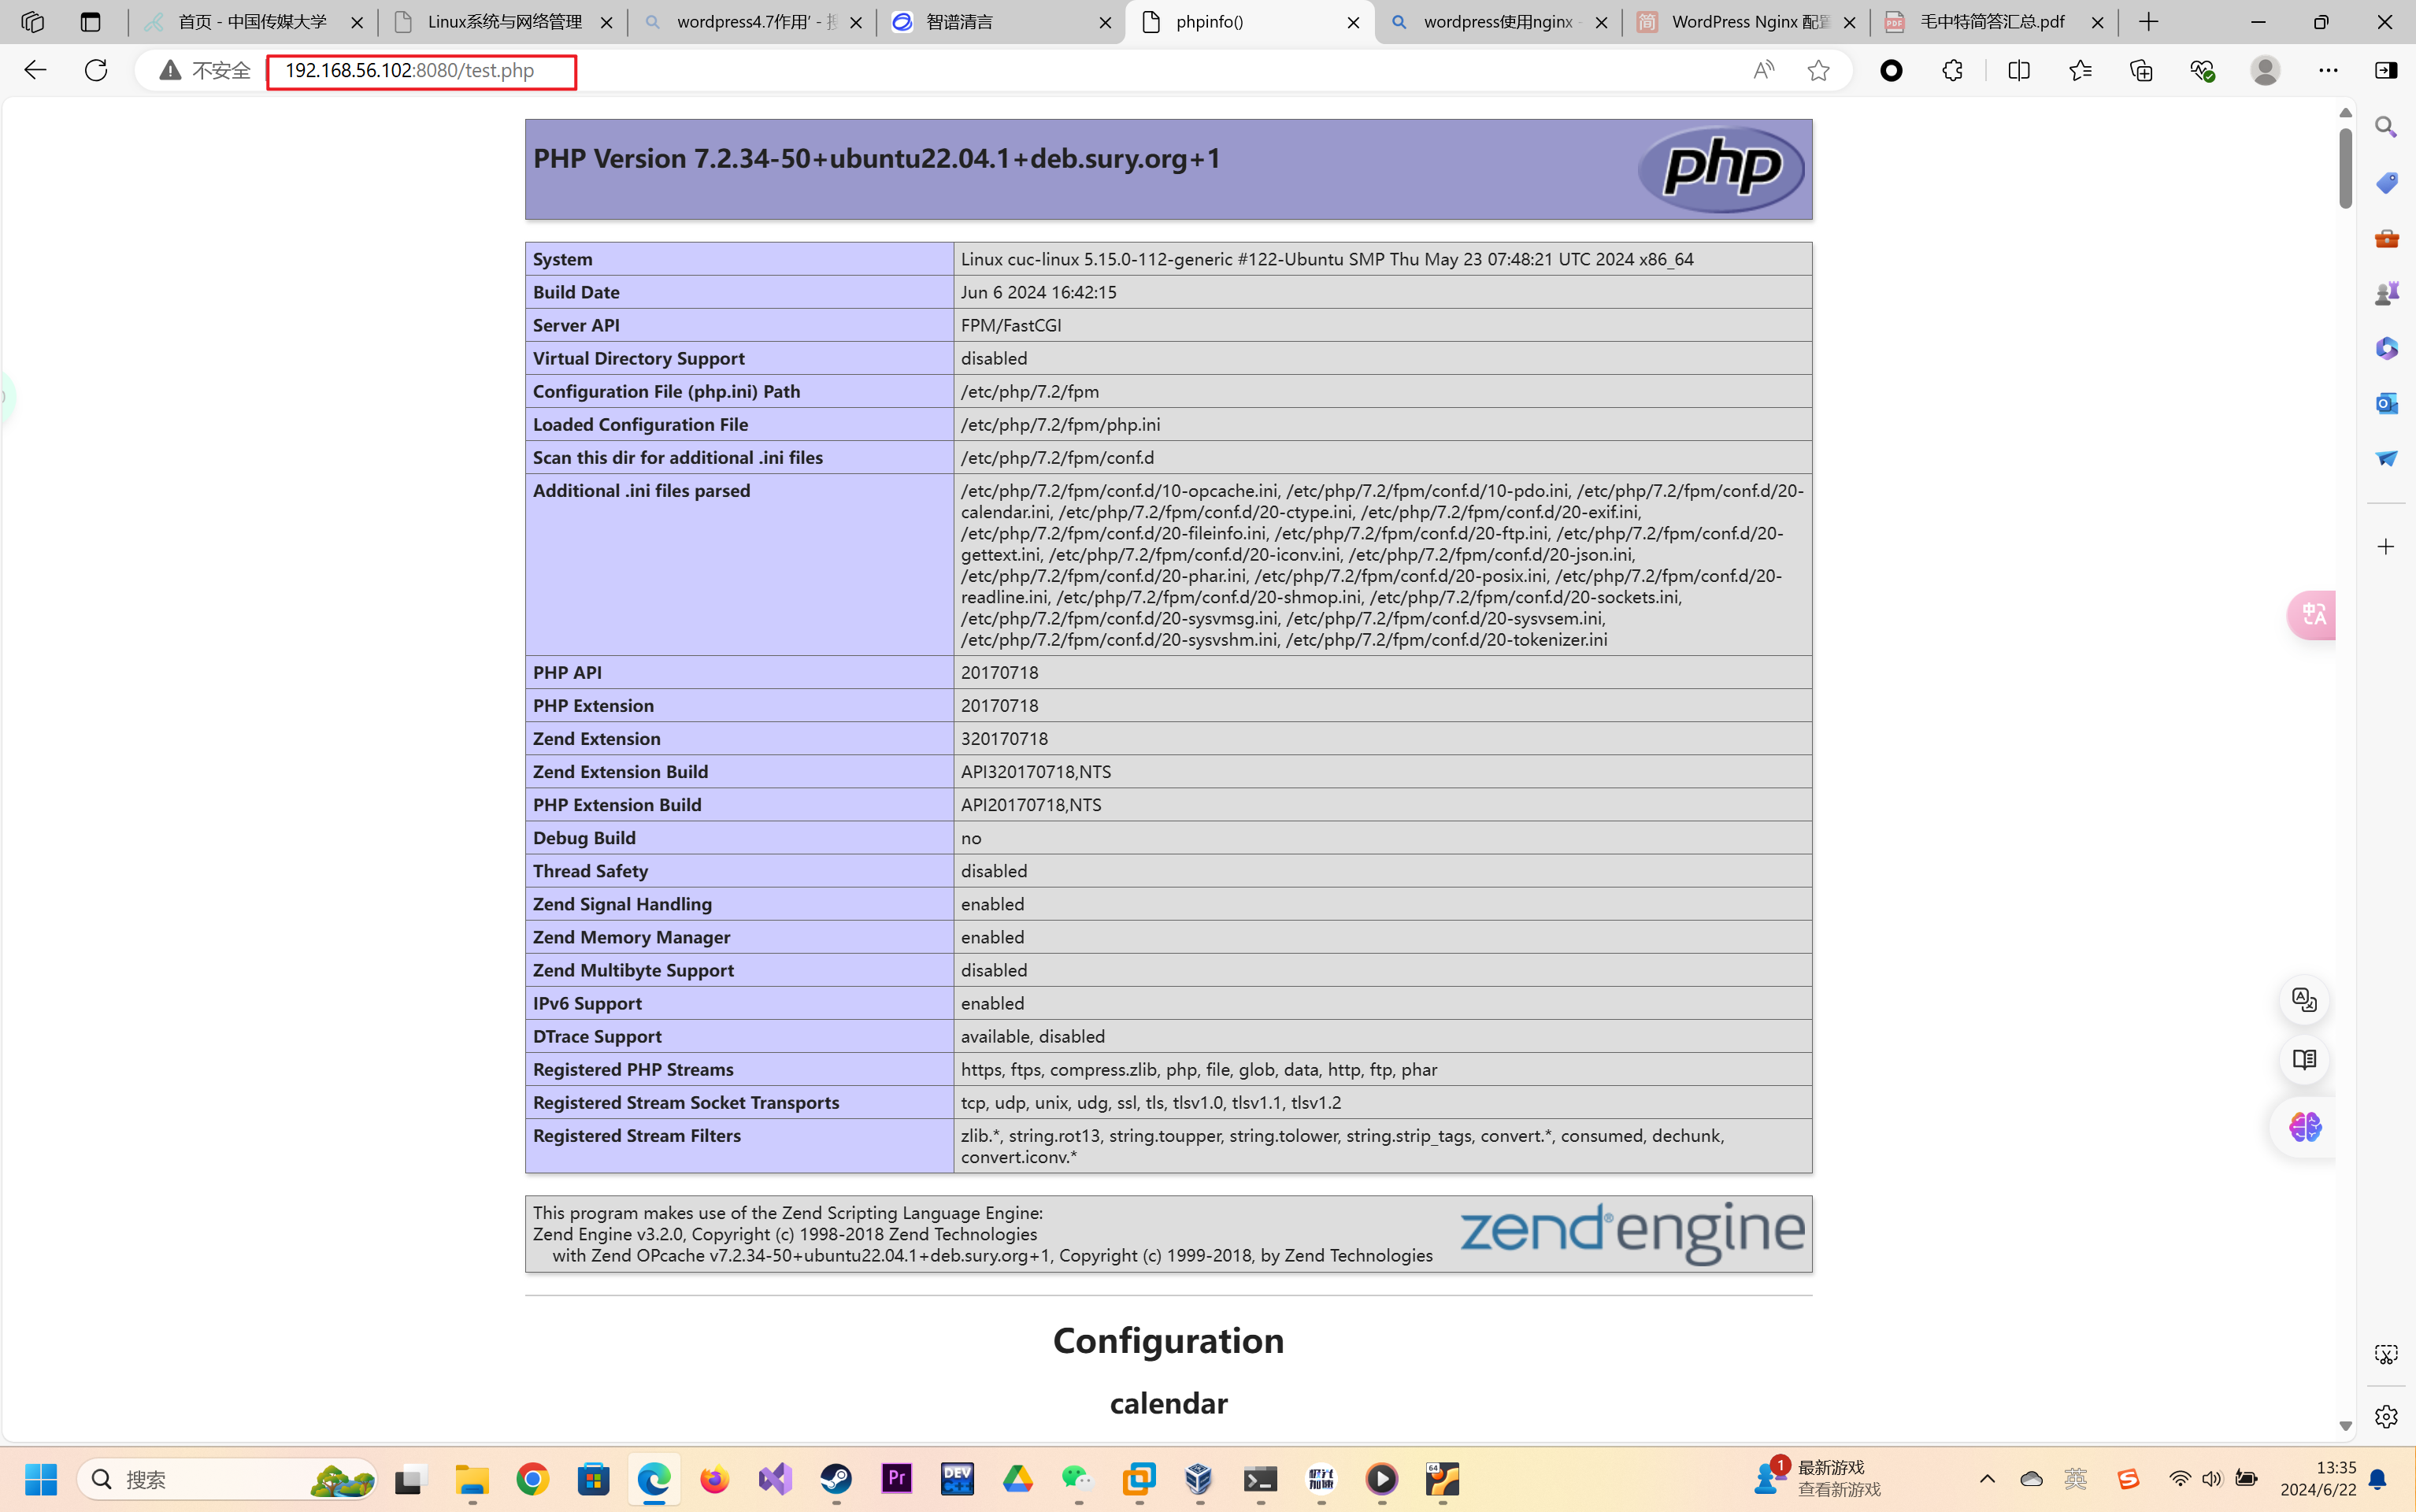 首页 - 中国传媒大学
Linux系统与网络管理
wordpress4.7作用' -
智谱清言
phpinfo()
wordpress使用nginx -
WordPress Nginx 配置
毛中特简答汇总.pdf
不安全
192.168.56.102:8080/test.php
PHP Version 7.2.34-50+ubuntu22.04.1+deb.sury.org+1
php
System Linux cuc-linux 5.15.0-112-generic #122-Ubuntu SMP Thu May 23 07:48:21 UTC 2024 x86_64
Build Date Jun 6 2024 16:42:15
Server API FPM/FastCGI
Virtual Directory Support disabled
Configuration File (php.ini) Path /etc/php/7.2/fpm
Loaded Configuration File /etc/php/7.2/fpm/php.ini
Scan this dir for additional .ini files /etc/php/7.2/fpm/conf.d
Additional .ini files parsed /etc/php/7.2/fpm/conf.d/10-opcache.ini, /etc/php/7.2/fpm/conf.d/10-pdo.ini, /etc/php/7.2/fpm/conf.d/20-
calendar.ini, /etc/php/7.2/fpm/conf.d/20-ctype.ini, /etc/php/7.2/fpm/conf.d/20-exif.ini,
/etc/php/7.2/fpm/conf.d/20-fileinfo.ini, /etc/php/7.2/fpm/conf.d/20-ftp.ini, /etc/php/7.2/fpm/conf.d/20-
gettext.ini, /etc/php/7.2/fpm/conf.d/20-iconv.ini, /etc/php/7.2/fpm/conf.d/20-json.ini,
/etc/php/7.2/fpm/conf.d/20-phar.ini, /etc/php/7.2/fpm/conf.d/20-posix.ini, /etc/php/7.2/fpm/conf.d/20-
readline.ini, /etc/php/7.2/fpm/conf.d/20-shmop.ini, /etc/php/7.2/fpm/conf.d/20-sockets.ini,
/etc/php/7.2/fpm/conf.d/20-sysvmsg.ini, /etc/php/7.2/fpm/conf.d/20-sysvsem.ini,
/etc/php/7.2/fpm/conf.d/20-sysvshm.ini, /etc/php/7.2/fpm/conf.d/20-tokenizer.ini
PHP API 20170718
PHP Extension 20170718
Zend Extension 320170718
Zend Extension Build API320170718,NTS
PHP Extension Build API20170718,NTS
Debug Build no
Thread Safety disabled
Zend Signal Handling enabled
Zend Memory Manager enabled
Zend Multibyte Support disabled
IPv6 Support enabled
DTrace Support available, disabled
Registered PHP Streams https, ftps, compress.zlib, php, file, glob, data, http, ftp, phar
Registered Stream Socket Transports tcp, udp, unix, udg, ssl, tls, tlsv1.0, tlsv1.1, tlsv1.2
Registered Stream Filters zlib.*, string.rot13, string.toupper, string.tolower, string.strip_tags, convert.*, consumed, dechunk,
convert.iconv.*
This program makes use of the Zend Scripting Language Engine:
Zend Engine v3.2.0, Copyright (c) 1998-2018 Zend Technologies
with Zend OPcache v7.2.34-50+ubuntu22.04.1+deb.sury.org+1, Copyright (c) 1999-2018, by Zend Technologies
zend®engine
Configuration
calendar
搜索
Pr
DEV
C++
64
1
最新游戏
查看新游戏
英
13:35
2024/6/22